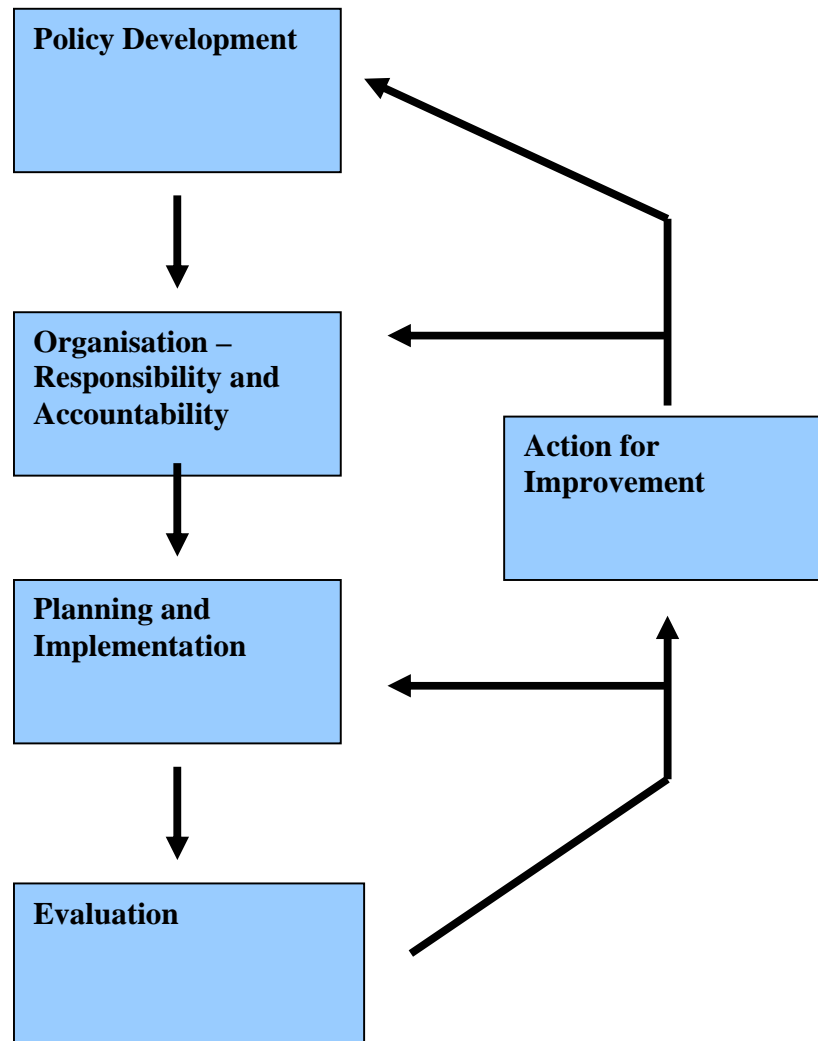 Policy Development
Organisation –
Responsibility and
Accountability
Action for
Improvement
Planning and
Implementation
Evaluation